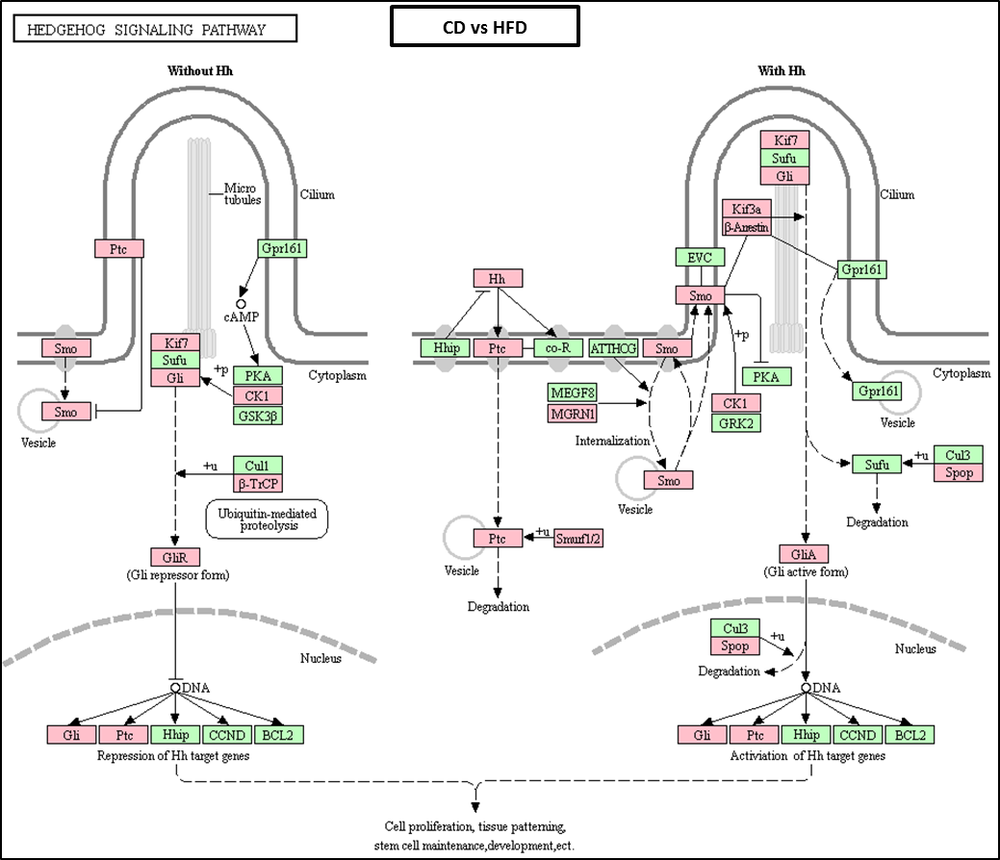 HEDGEHOG SIGNALING PATHWAY
CD vs HFD
Without Hh
Micro
tubules
Cilium
Ptc
Gpr161
cAMP
Smo
Kif7
Sufu
Gli
+p
PKA
CK1
GSK3β
Cytoplasm
Smo
Vesicle
+u
Cul1
β-TrCP
Ubiquitin-mediated
proteolysis
GliR
(Gli repressor form)
Nucleus
DNA
Gli
Ptc
Hhip
CCND
BCL2
Repression of Hh target genes
With Hh
Kif7
Sufu
Gli
Cilium
Kif3a
β-Arrestin
EVC
Gpr161
Hh
Smo
Hhip
Ptc
co-R
ATTHOG
Smo
+p
PKA
Cytoplasm
MEGF8
MGRN1
CK1
GRK2
Gpr161
Vesicle
Internalization
Smo
Vesicle
Sufu
+u
Cul3
Spop
Degradation
Ptc
+u
Smurf1/2
Vesicle
Degradation
GliA
(Gli active form)
Cul3
Spop
+u
Degradation
Nucleus
DNA
Gli
Ptc
Hhip
CCND
BCL2
Activiation of Hh target genes
Cell proliferation, tissue patterning,
stem cell maintenance,development,ect.